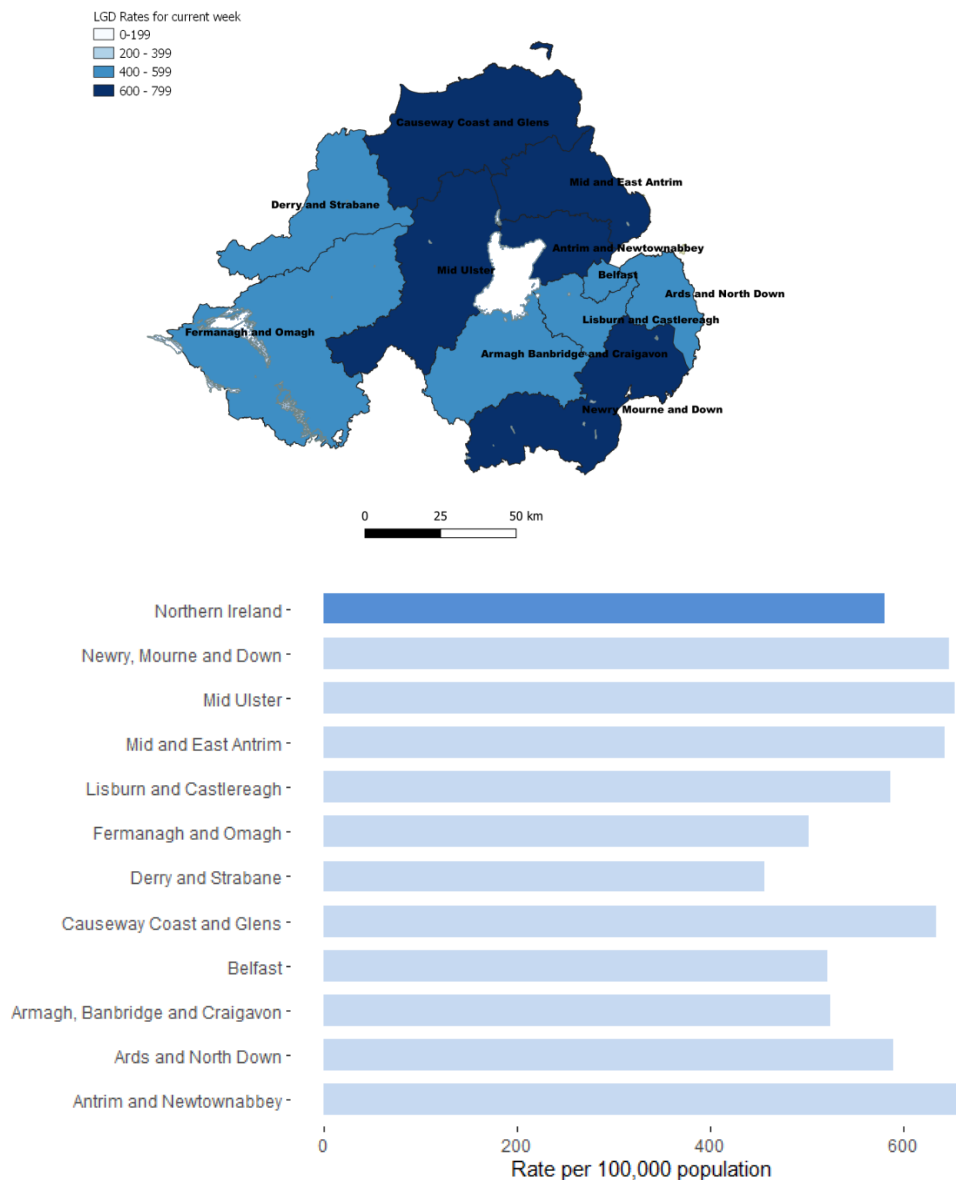 LGD Rates for current week
0-199
200 - 399
400 - 599
600 - 799
Causeway Coast and Glens
Mid and East Antrim
Derry and Strabane
Antrim and Newtownabbey
Mid Ulster
Belfast
Ards and North Down
Lisburn and Castlereagh
Fermanagh and Omagh
Armagh Banbridge and Craigavon
Newry Mourne and Down
0 25 50 km
Northern Ireland
Newry, Mourne and Down
Mid Ulster
Mid and East Antrim
Lisburn and Castlereagh
Fermanagh and Omagh
Derry and Strabane
Causeway Coast and Glens
Belfast
Armagh, Banbridge and Craigavon
Ards and North Down
Antrim and Newtownabbey
0 200 400 600
Rate per 100,000 population